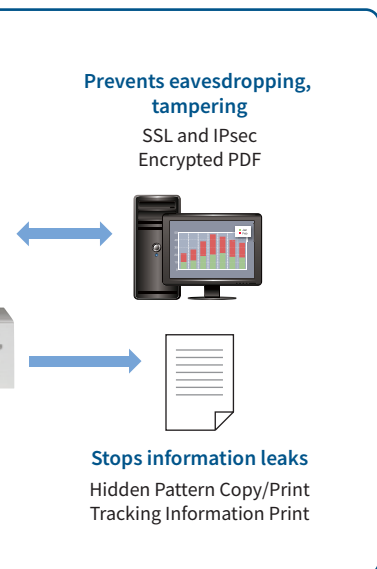 Prevents eavesdropping,
tampering
SSL and IPsec
Encrypted PDF
Stops information leaks
Hidden Pattern Copy/Print
Tracking Information Print